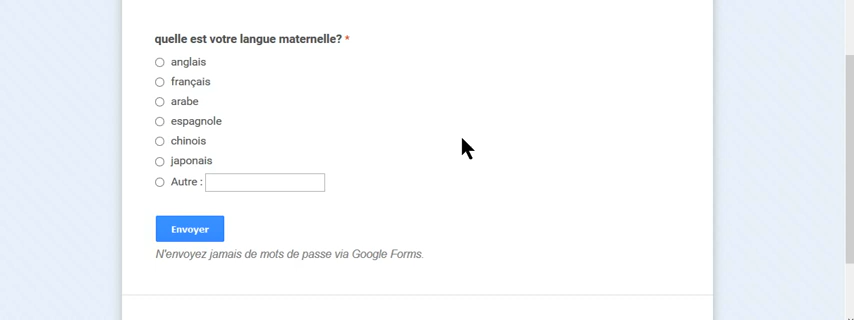 quelle est votre langue maternelle? *
anglais
français
arabe
espagnole
chinois
japonais
Autre :
Envoyer
N'envoyez jamais de mots de passe via Google Forms.